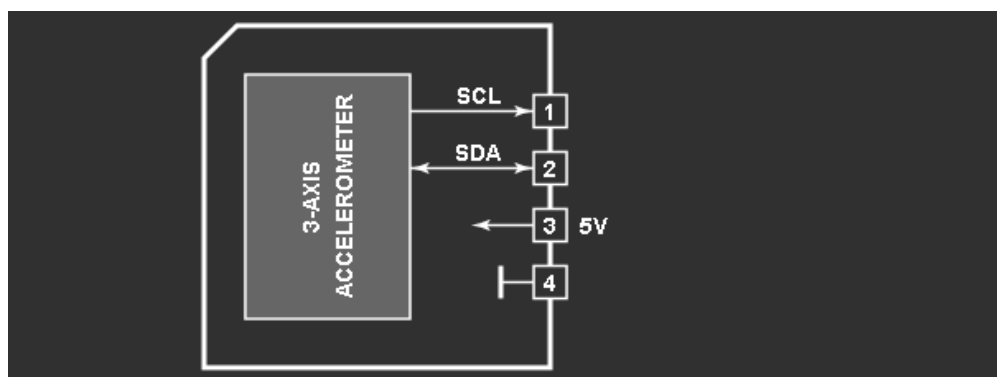 SCL
1
SDA
2
3-AXIS
ACCELEROMETER
3 5V
4